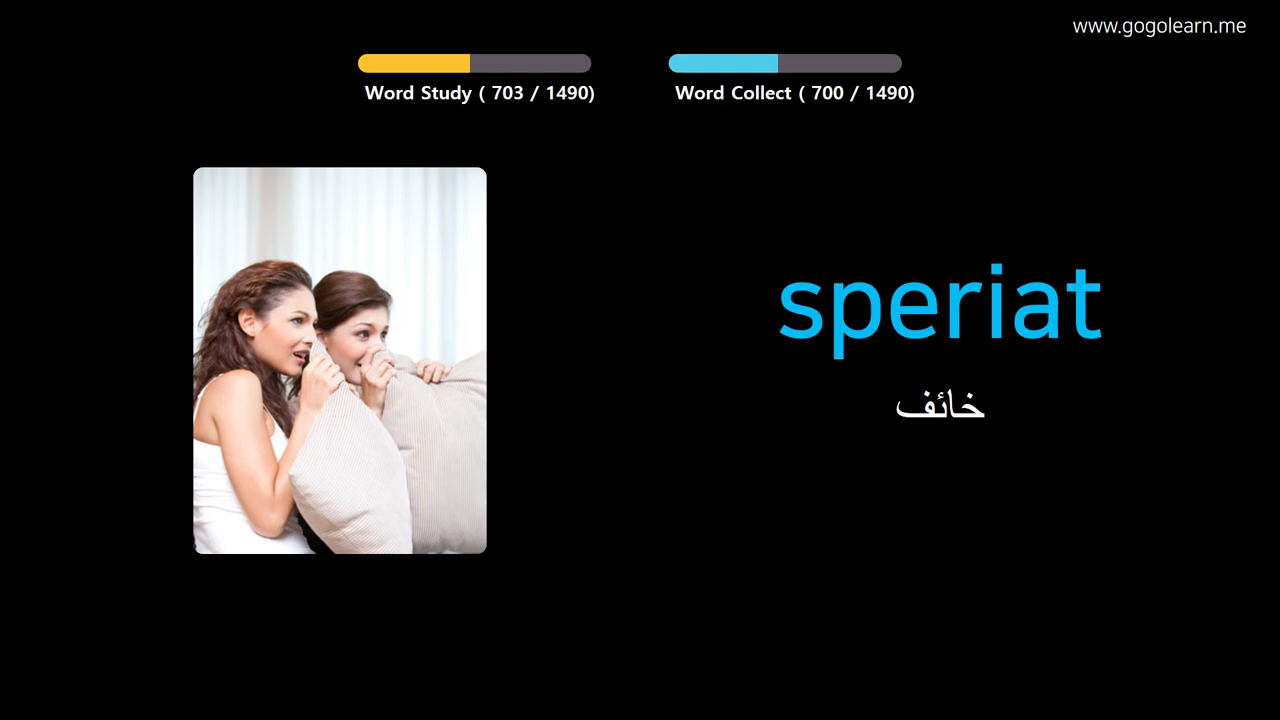 www.gogolearn.me
Word Study ( 703 / 1490)
Word Collect ( 700 / 1490)
speriat
خائف